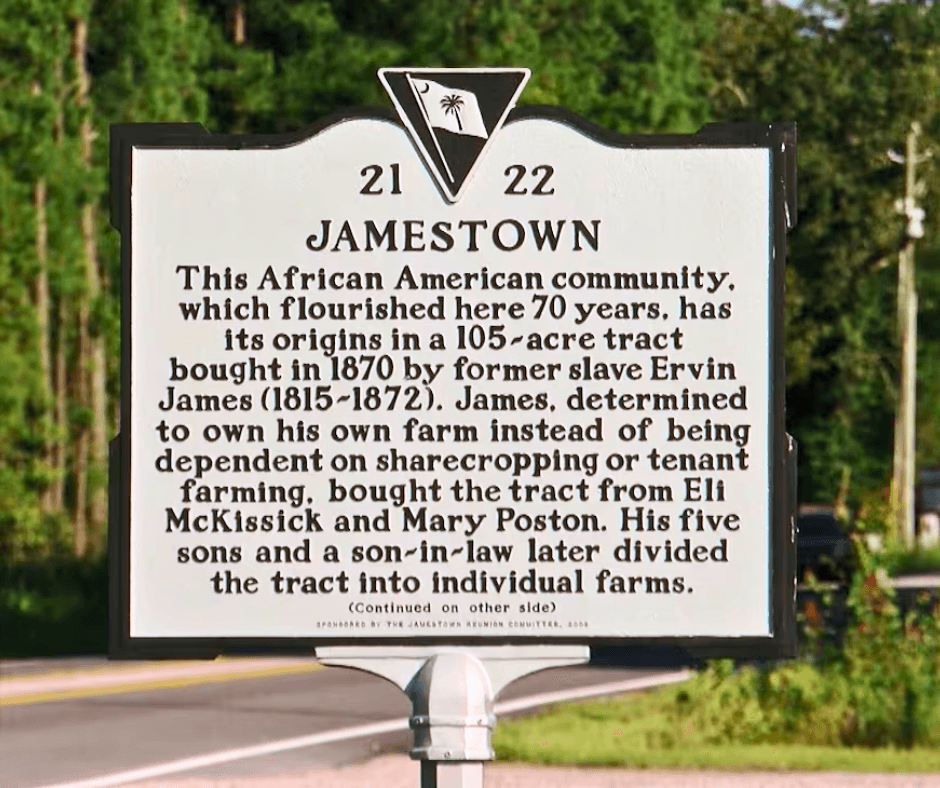 21 22
JAMESTOWN
This African American community,
which flourished here 70 years, has
its origins in a 105-acre tract
bought in 1870 by former slave Ervin
James (1815-1872). James, determined
to own his own farm instead of being
dependent on sharecropping or tenant
farming, bought the tract from Eli
McKissick and Mary Poston. His five
sons and a son-in-law later divided
the tract into individual farms.
(Continued on other side)
SPONSORED BY THE JAMESTOWN REUNION COMMITTEE,